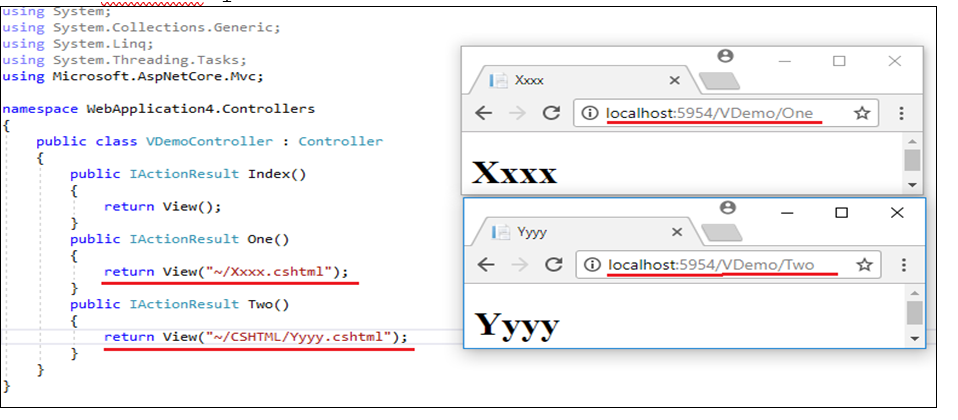 using System;
using System.Collections.Generic;
using System.Linq;
using System.Threading.Tasks;
using Microsoft.AspNetCore.Mvc;
namespace WebApplication4.Controllers
{
public class VDemoController : Controller
{
public IActionResult Index()
{
return View();
}
public IActionResult One()
{
return View("~/Xxxx.cshtml");
}
public IActionResult Two()
{
return View("~/CSHTML/Yyyy.cshtml");
}
}
}
Xxxx
localhost:5954/VDemo/One
Xxxx
Yyyy
localhost:5954/VDemo/Two
Yyyy